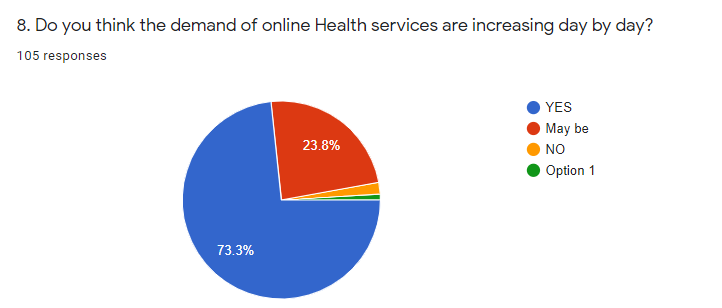 8. Do you think the demand of online Health services are increasing day by day?
105 responses
YES
May be
NO
Option 1
23.8%
73.3%